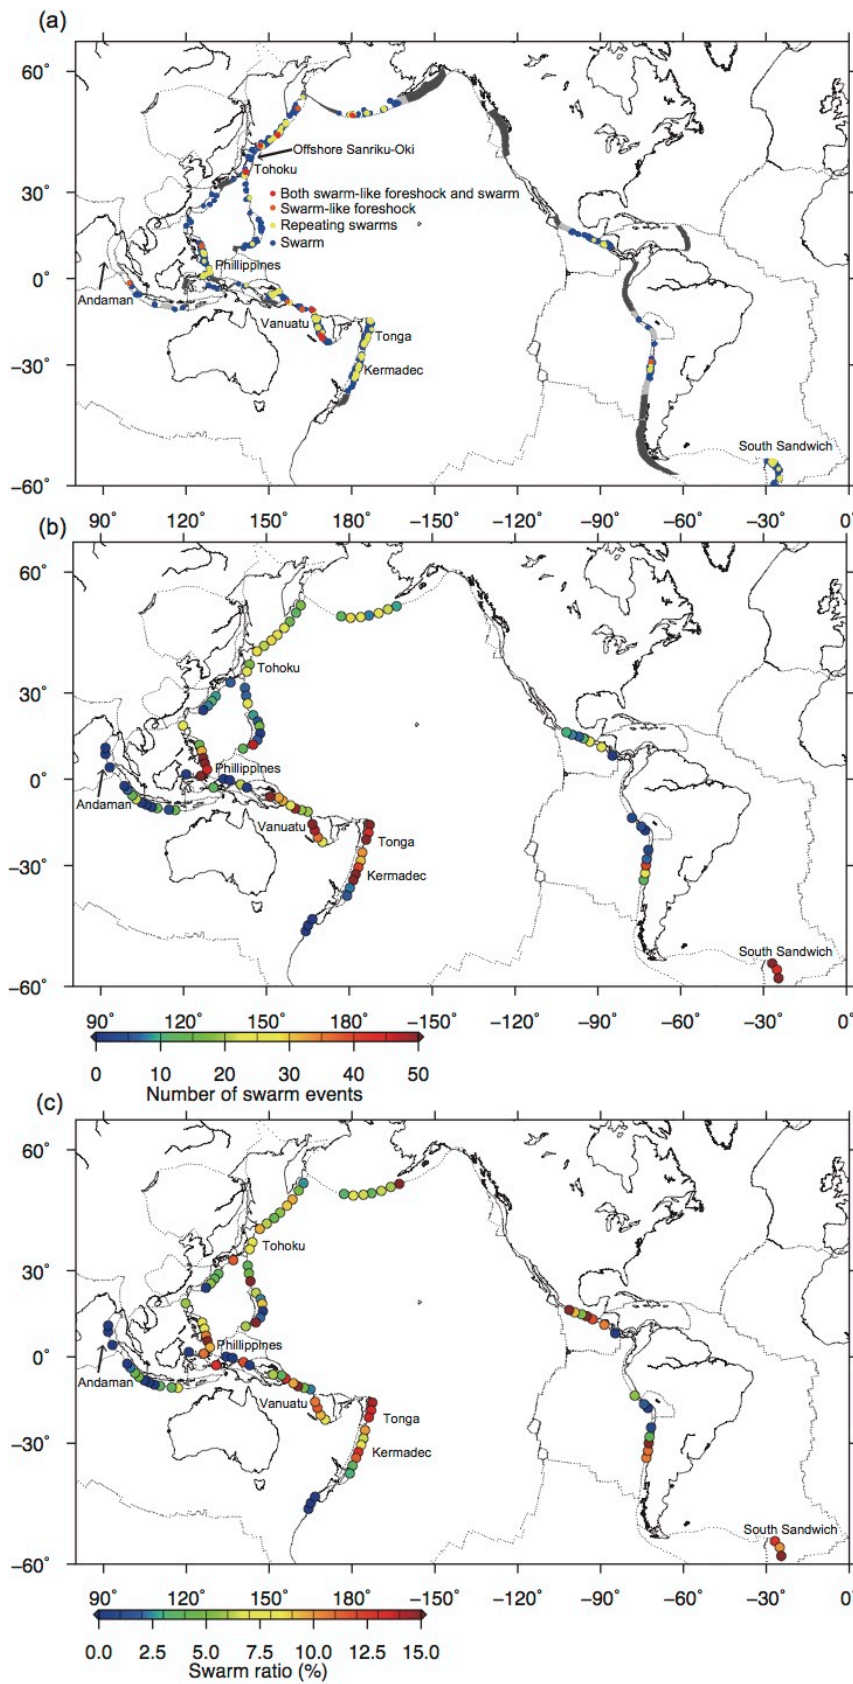 (a)
60°
30°
0°
−30°
−60°
Offshore Sanriku-Oki
Tohoku
Both swarm-like foreshock and swarm
Swarm-like foreshock
Repeating swarms
Swarm
Phillippines
Andaman
Vanuatu
Tonga
Kermadec
South Sandwich
90° 120° 150° 180° −150° −120° −90° −60° −30° 0°
(b)
60°
30°
0°
−30°
−60°
Tohoku
Phillippines
Andaman
Vanuatu
Tonga
Kermadec
South Sandwich
90° 120° 150° 180° −150° −120° −90° −60° −30° 0°
0 10 20 30 40 50
Number of swarm events
(c)
60°
30°
0°
−30°
−60°
Tohoku
Phillippines
Andaman
Vanuatu
Tonga
Kermadec
South Sandwich
90° 120° 150° 180° −150° −120° −90° −60° −30° 0°
0.0 2.5 5.0 7.5 10.0 12.5 15.0
Swarm ratio (%)